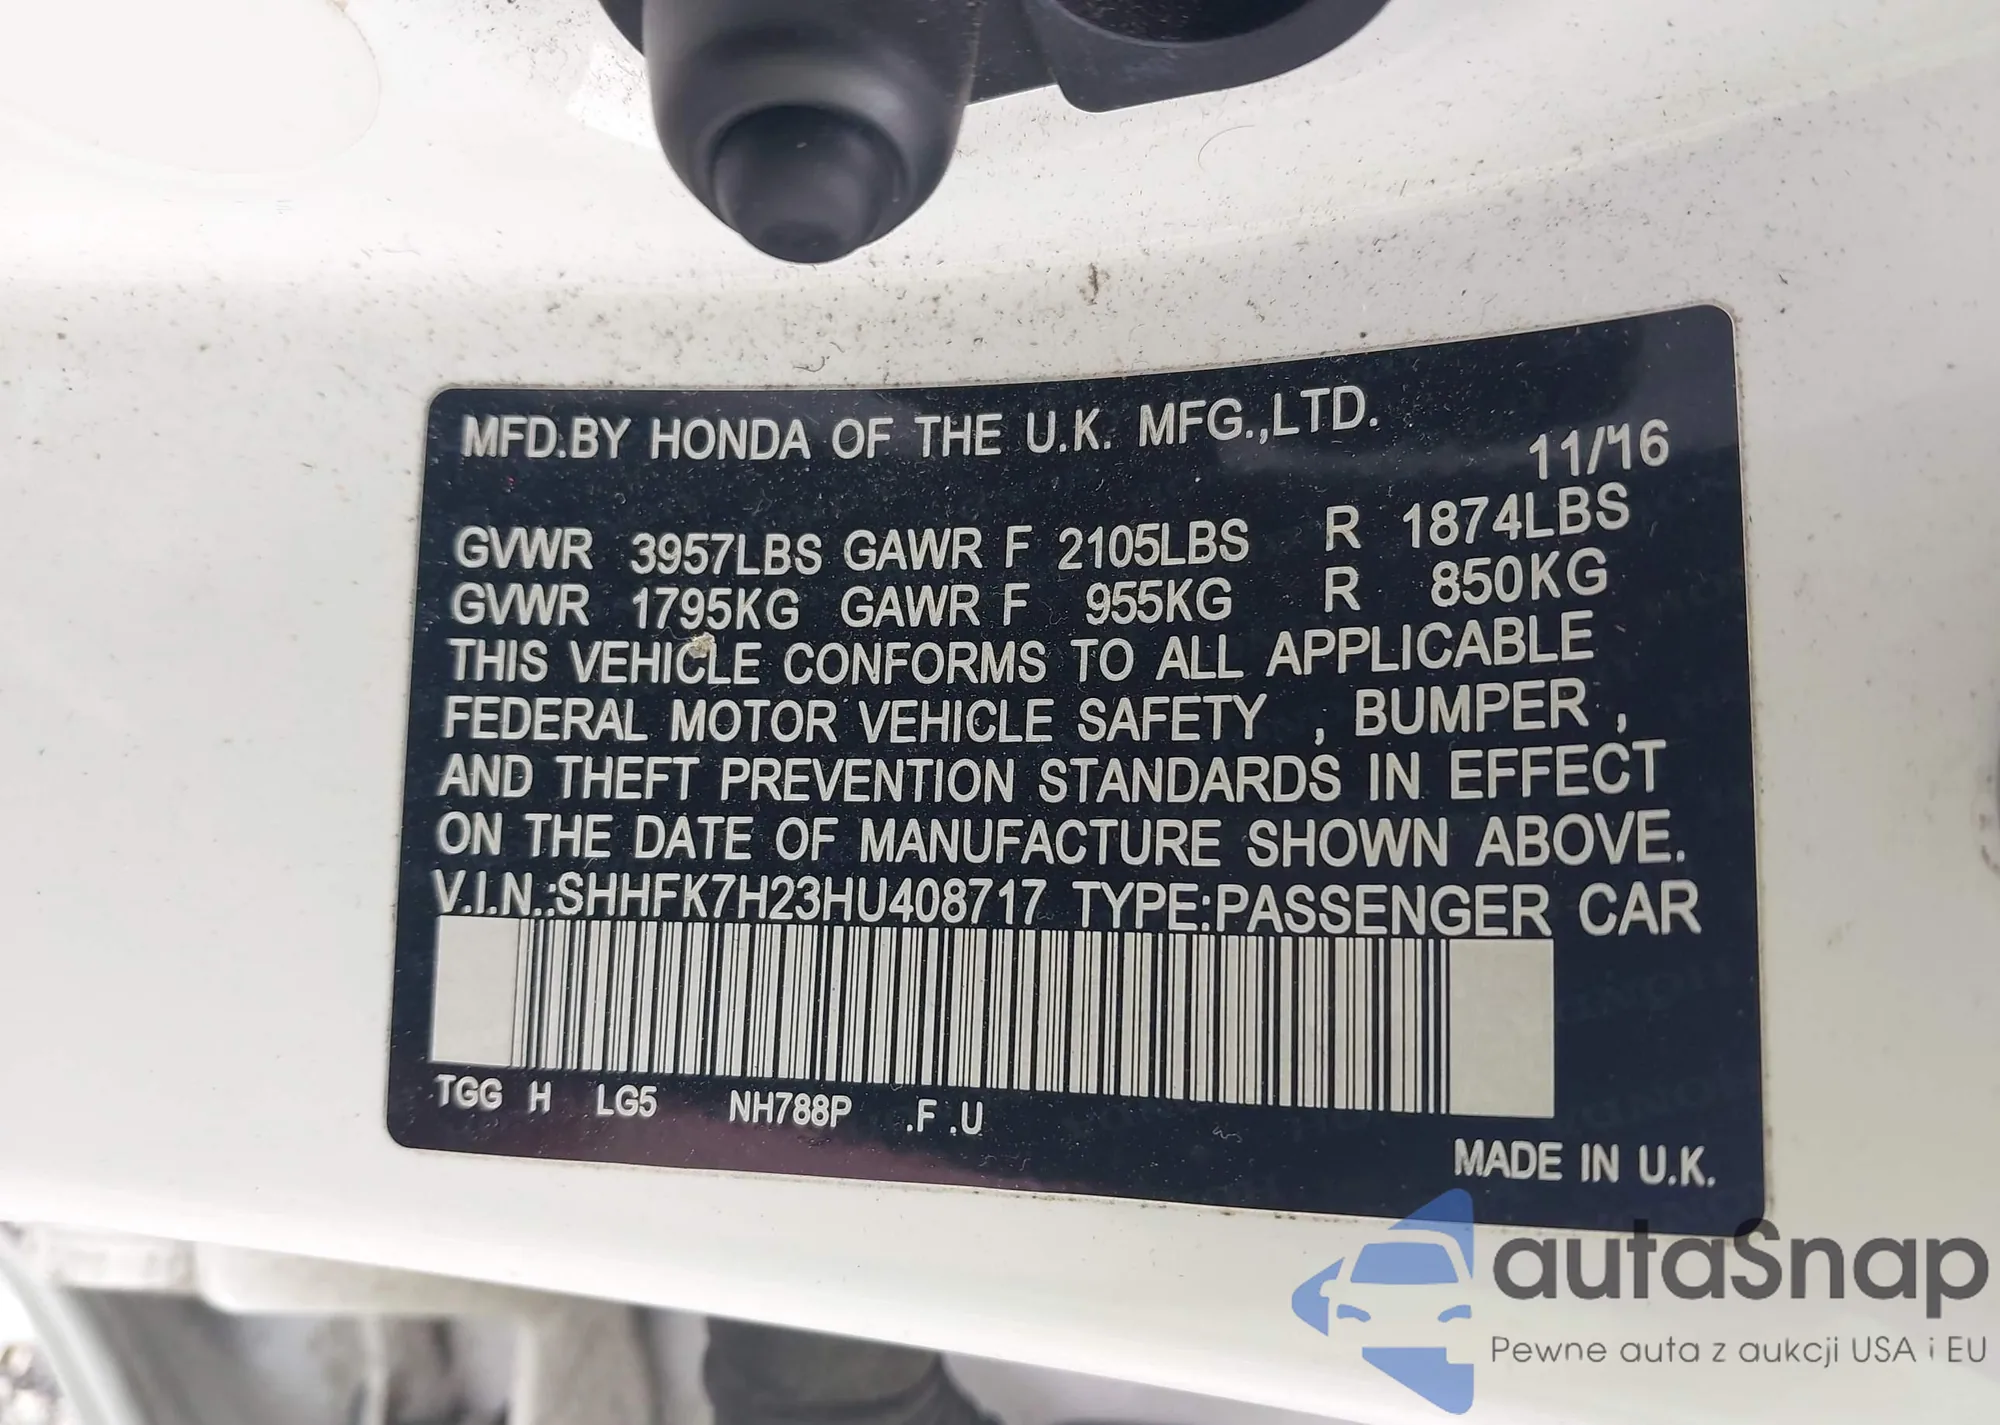 MFD.BY HONDA OF THE U.K. MFG.,LTD.
11/16
GVWR 3957LBS GAWR F 2105LBS R 1874LBS
GVWR 1795KG GAWR F 955KG R 850KG
THIS VEHICLE CONFORMS TO ALL APPLICABLE
FEDERAL MOTOR VEHICLE SAFETY , BUMPER ,
AND THEFT PREVENTION STANDARDS IN EFFECT
ON THE DATE OF MANUFACTURE SHOWN ABOVE.
V.I.N.:SHHFK7H23HU408717 TYPE:PASSENGER CAR
TGG H LG5 NH788P .F .U
MADE IN U.K.
autaSnap
Pewne auta z aukcji USA i EU